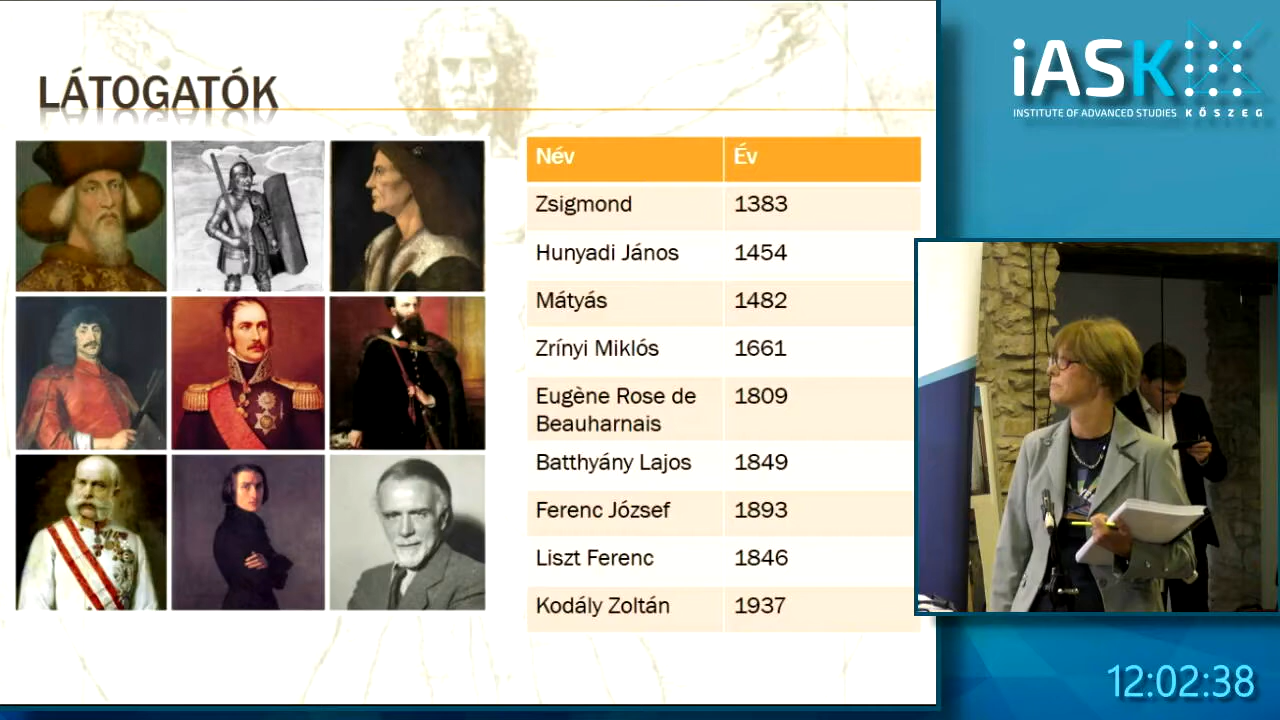 LÁTOGATÓK
Név Év
Zsigmond 1383
Hunyadi János 1454
Mátyás 1482
Zrínyi Miklós 1661
Eugène Rose de Beauharnais 1809
Batthyány Lajos 1849
Ferenc József 1893
Liszt Ferenc 1846
Kodály Zoltán 1937
iASK
INSTITUTE OF ADVANCED STUDIES KŐSZEG
12:02:38